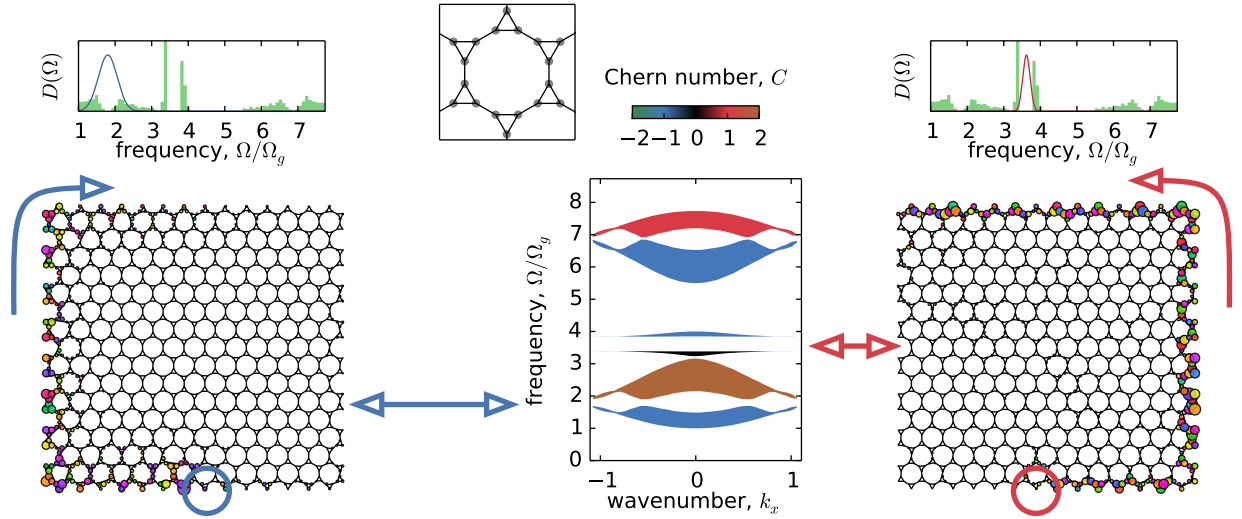 D(Ω)
1 2 3 4 5 6 7
frequency, Ω/Ω_g
Chern number, C
−2 −1 0 1 2
D(Ω)
1 2 3 4 5 6 7
frequency, Ω/Ω_g
frequency, Ω/Ω_g
8
7
6
5
4
3
2
1
0
−1 0 1
wavenumber, k_x